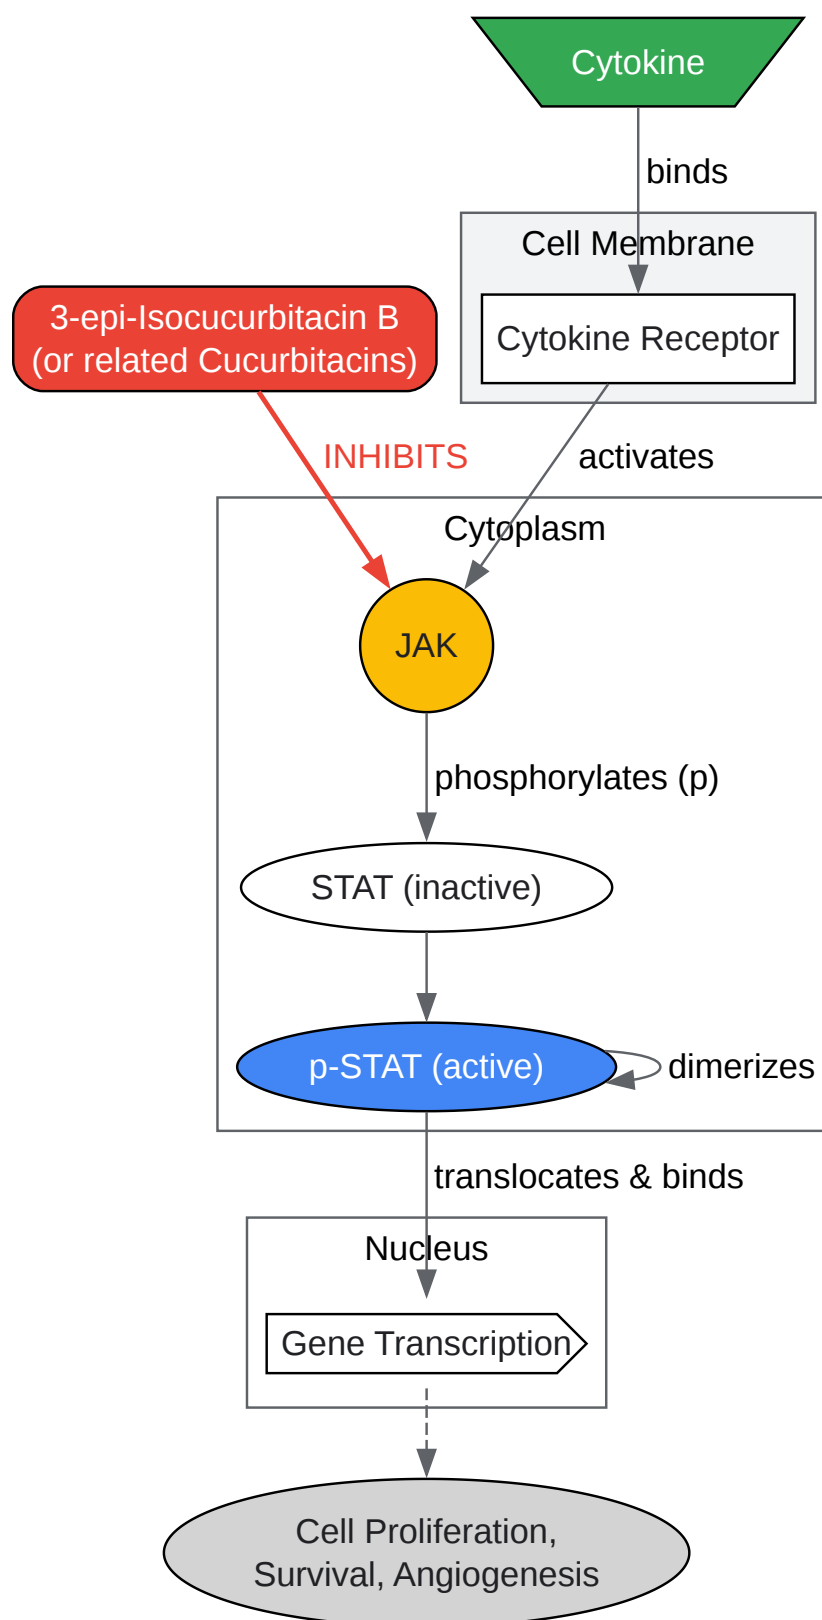 Cytokine
binds
Cell Membrane
Cytokine Receptor
3-epi-Isocucurbitacin B
(or related Cucurbitacins)
INHIBITS
activates
Cytoplasm
JAK
phosphorylates (p)
STAT (inactive)
p-STAT (active)
dimerizes
translocates & binds
Nucleus
Gene Transcription
Cell Proliferation,
Survival, Angiogenesis